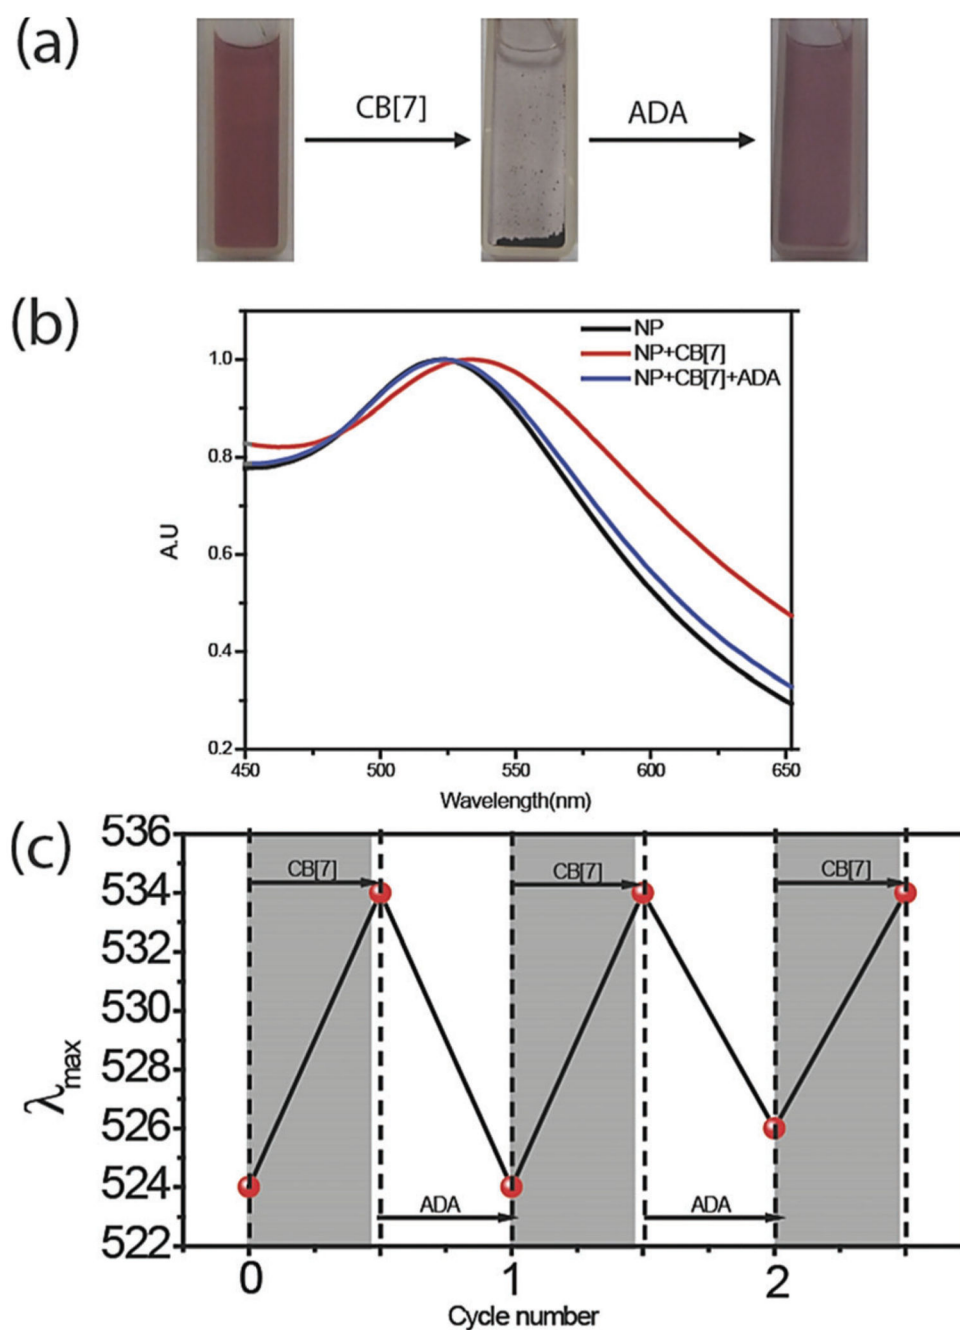 (a)
CB[7]
ADA
(b)
NP
NP+CB[7]
NP+CB[7]+ADA
1.0
0.8
0.6
0.4
0.2
A.U
450
500
550
600
650
Wavelength(nm)
(c)
536
534
532
530
528
526
524
522
λmax
CB[7]
CB[7]
CB[7]
ADA
ADA
0
1
2
Cycle number